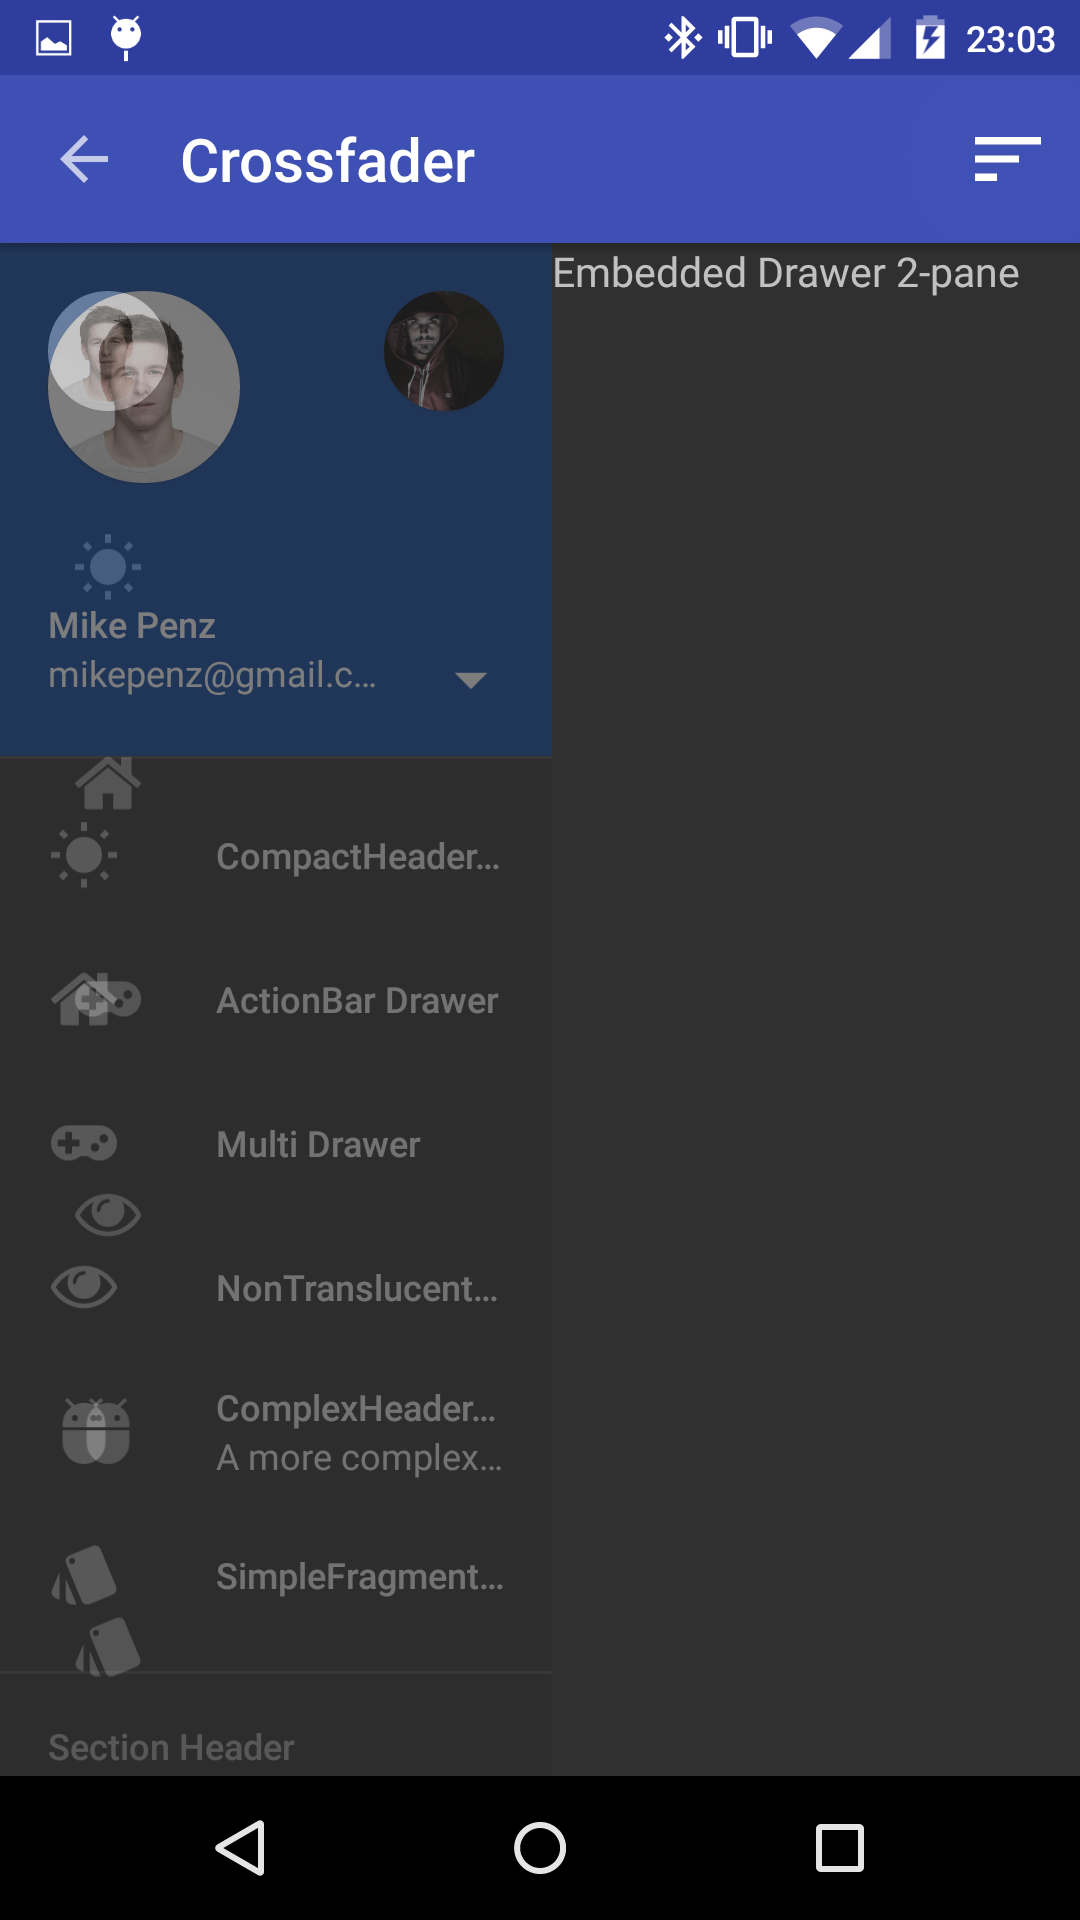 23:03
Crossfader
Embedded Drawer 2-pane
Mike Penz
mikepenz@gmail.c...
CompactHeader...
ActionBar Drawer
Multi Drawer
NonTranslucent...
ComplexHeader...
A more complex...
SimpleFragment...
Section Header